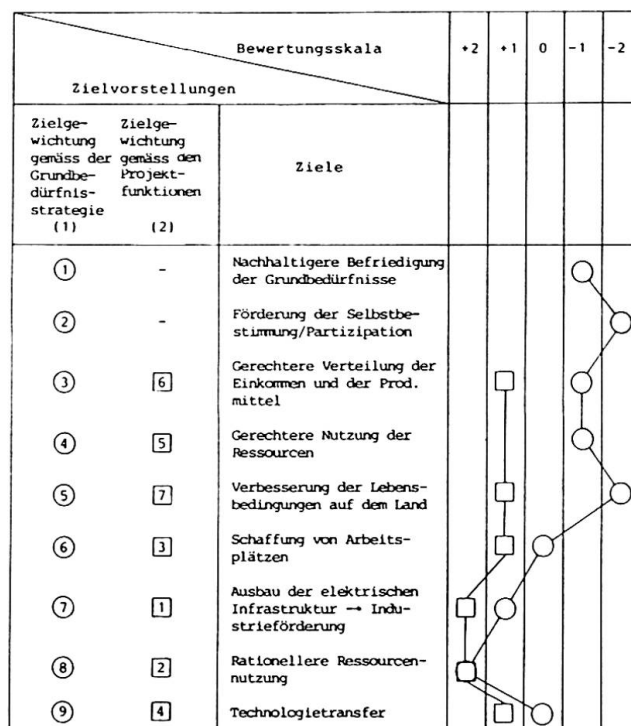 Bewertungsskala +2 +1 0 -1 -2
Zielvorstellungen
Zielge- Zielge-
wichtung wichtung
gemäss der gemäss den
Grundbe- Projekt-
dürfnis- funktionen
strategie
(1) (2)
Ziele
1 - Nachhaltigere Befriedigung
der Grundbedürfnisse
2 - Förderung der Selbstbe-
stimmung/Partizipation
3 6 Gerechtere Verteilung der
Einkommen und der Prod.
mittel
4 5 Gerechtere Nutzung der
Ressourcen
5 7 Verbesserung der Lebens-
bedingungen auf dem Land
6 3 Schaffung von Arbeits-
plätzen
7 1 Ausbau der elektrischen
Infrastruktur → Indu-
strieförderung
8 2 Rationellere Ressourcen-
nutzung
9 4 Technologietransfer